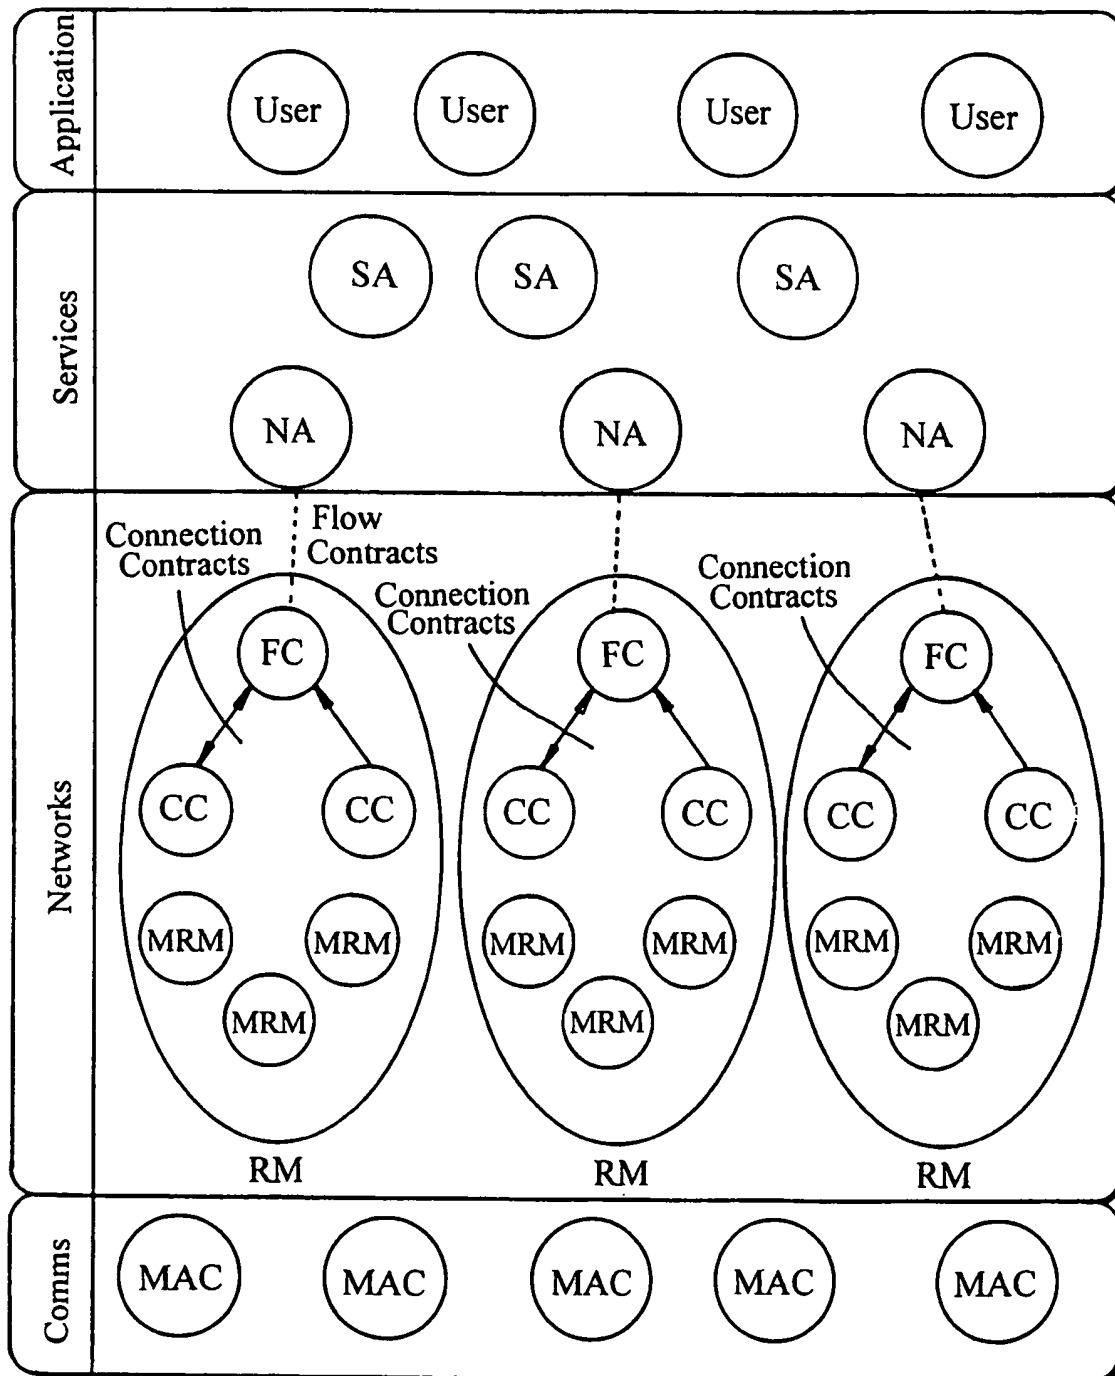 Application
User User User User
Services
SA SA SA
NA NA NA
Networks
Flow
Contracts
Connection
Contracts
Connection
Contracts
Connection
Contracts
FC FC FC
CC CC CC CC CC CC
MRM MRM MRM MRM MRM MRM
MRM MRM MRM
RM RM RM
Comms
MAC MAC MAC MAC MAC